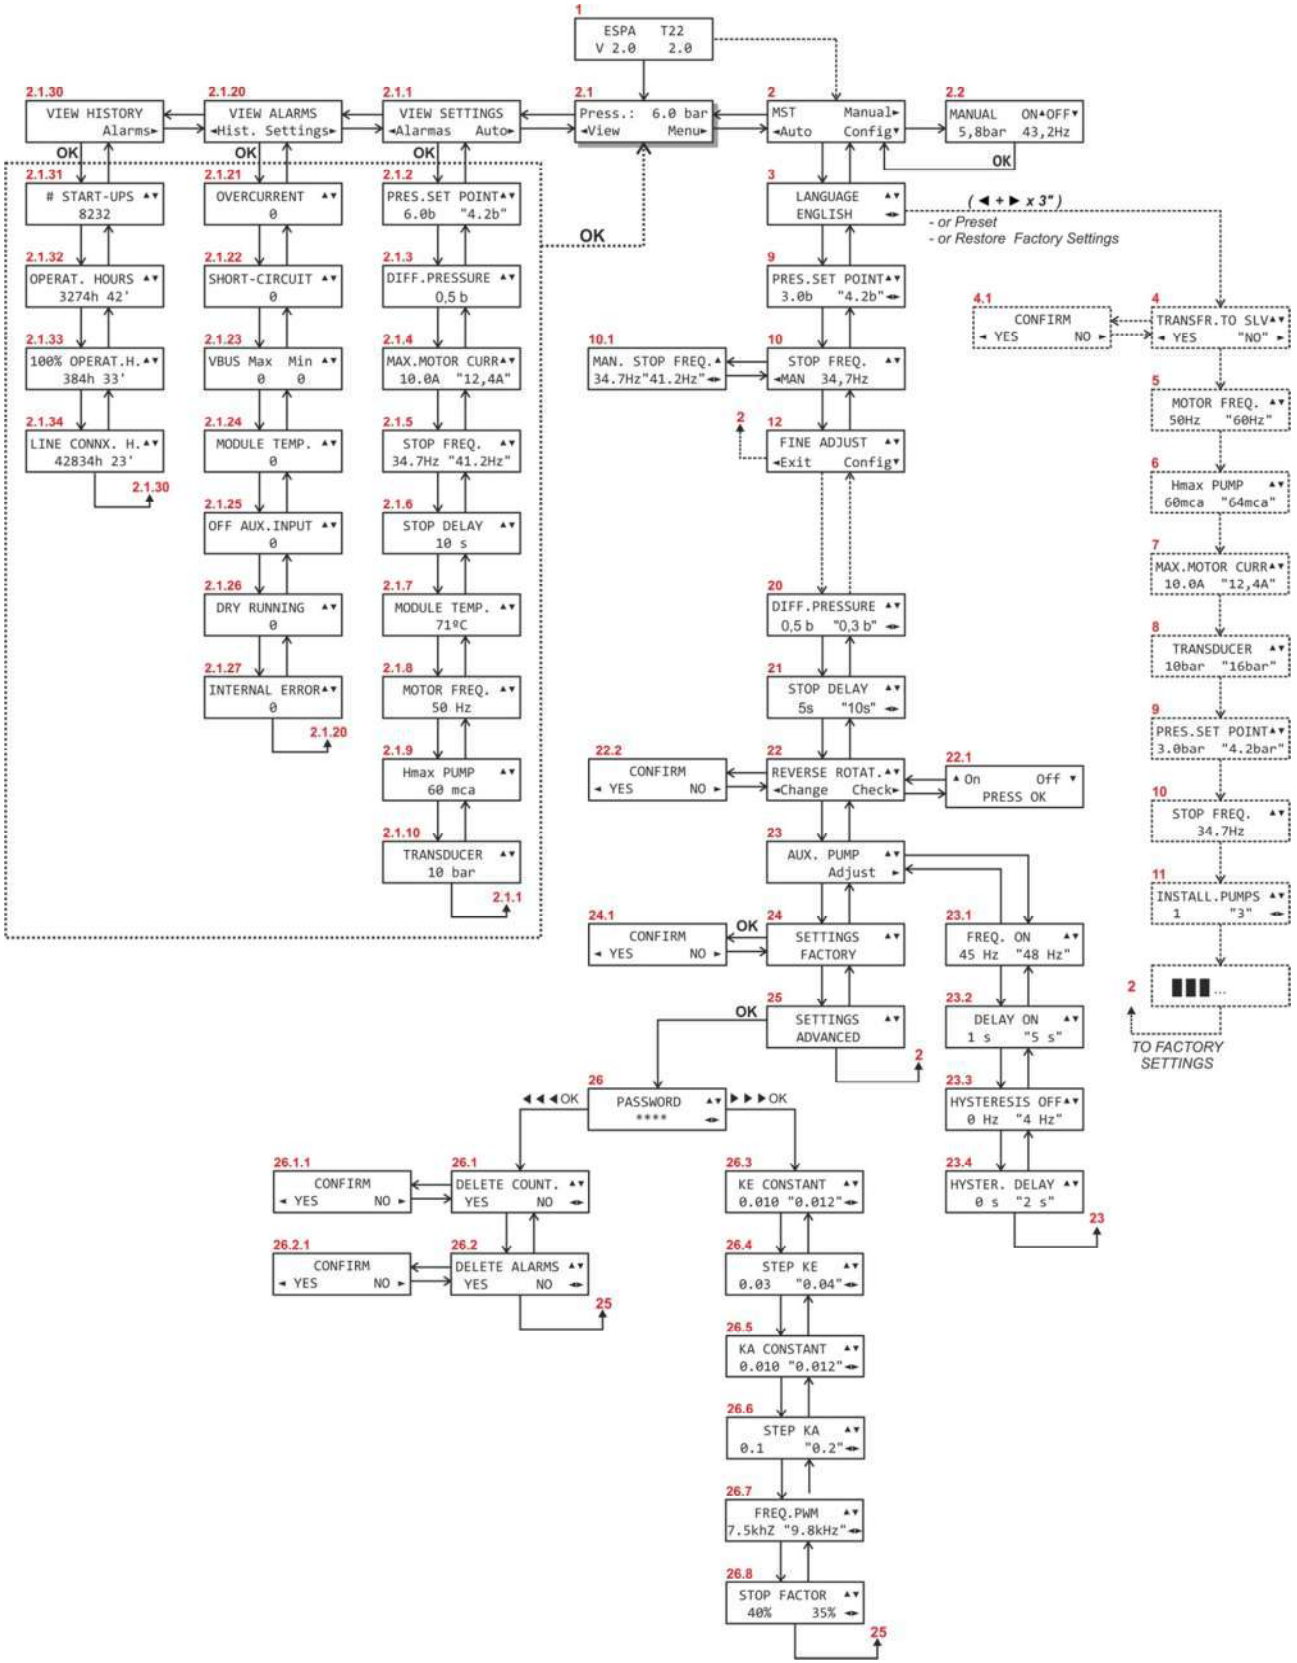 1
ESPA T22
V 2.0 2.0
2.1.30
VIEW HISTORY
Alarms►
2.1.20
VIEW ALARMS
◄Hist. Settings►
2.1.1
VIEW SETTINGS
◄Alarmas Auto►
2.1
Press.: 6.0 bar
◄View Menu►
2
MST Manual►
◄Auto Config▼
2.2
MANUAL ON▲OFF▼
5,8bar 43,2Hz
OK
OK
OK
OK
2.1.31
# START-UPS ▲▼
8232
2.1.32
OPERAT. HOURS ▲▼
3274h 42'
2.1.33
100% OPERAT.H.▲▼
384h 33'
2.1.34
LINE CONNX. H.▲▼
42834h 23'
2.1.30
2.1.21
OVERCURRENT ▲▼
0
2.1.22
SHORT-CIRCUIT ▲▼
0
2.1.23
VBUS Max Min ▲▼
0 0
2.1.24
MODULE TEMP. ▲▼
0
2.1.25
OFF AUX.INPUT ▲▼
0
2.1.26
DRY RUNNING ▲▼
0
2.1.27
INTERNAL ERROR▲▼
0
2.1.20
2.1.2
PRES.SET POINT▲▼
6.0b "4.2b"
2.1.3
DIFF.PRESSURE ▲▼
0,5 b
2.1.4
MAX.MOTOR CURR▲▼
10.0A "12,4A"
2.1.5
STOP FREQ. ▲▼
34.7Hz "41.2Hz"
2.1.6
STOP DELAY ▲▼
10 s
2.1.7
MODULE TEMP. ▲▼
71ºC
2.1.8
MOTOR FREQ. ▲▼
50 Hz
2.1.9
Hmax PUMP ▲▼
60 mca
2.1.10
TRANSDUCER ▲▼
10 bar
2.1.1
OK
3
LANGUAGE ▲▼
ENGLISH ◄►
( ◄ + ► x 3" )
- or Preset
- or Restore Factory Settings
9
PRES.SET POINT▲▼
3.0b "4.2b"◄►
10.1
MAN. STOP FREQ.▲
34.7Hz"41.2Hz"◄►
10
STOP FREQ. ▲▼
◄MAN 34,7Hz
2
12
FINE ADJUST ▲▼
◄Exit Config▼
20
DIFF.PRESSURE ▲▼
0,5 b "0,3 b" ◄►
21
STOP DELAY ▲▼
5s "10s" ◄►
22.2
CONFIRM
◄ YES NO ►
22
REVERSE ROTAT.▲▼
◄Change Check►
22.1
▲ On Off ▼
PRESS OK
23
AUX. PUMP ▲▼
Adjust ►
24.1
CONFIRM
◄ YES NO ►
OK
24
SETTINGS ▲▼
FACTORY
25
SETTINGS ▲▼
ADVANCED
OK
2
23.1
FREQ. ON ▲▼
45 Hz "48 Hz"
23.2
DELAY ON ▲▼
1 s "5 s"
23.3
HYSTERESIS OFF▲▼
0 Hz "4 Hz"
23.4
HYSTER. DELAY ▲▼
0 s "2 s"
23
4.1
CONFIRM
◄ YES NO ►
4
TRANSFR.TO SLV▲▼
◄ YES "NO" ►
5
MOTOR FREQ. ▲▼
50Hz "60Hz"
6
Hmax PUMP ▲▼
60mca "64mca"
7
MAX.MOTOR CURR▲▼
10.0A "12,4A"
8
TRANSDUCER ▲▼
10bar "16bar"
9
PRES.SET POINT▲▼
3.0bar "4.2bar"
10
STOP FREQ. ▲▼
34.7Hz
11
INSTALL.PUMPS ▲▼
1 "3" ◄►
2
███...
TO FACTORY
SETTINGS
26
PASSWORD ▲▼
**** ◄►
◄◄◄OK
►►►OK
26.1.1
CONFIRM
◄ YES NO ►
26.1
DELETE COUNT. ▲▼
YES NO ◄►
26.2.1
CONFIRM
◄ YES NO ►
26.2
DELETE ALARMS ▲▼
YES NO ◄►
25
26.3
KE CONSTANT ▲▼
0.010 "0.012"◄►
26.4
STEP KE ▲▼
0.03 "0.04"◄►
26.5
KA CONSTANT ▲▼
0.010 "0.012"◄►
26.6
STEP KA ▲▼
0.1 "0.2"◄►
26.7
FREQ.PWM ▲▼
7.5khZ "9.8kHz"◄►
26.8
STOP FACTOR ▲▼
40% 35% ◄►
25